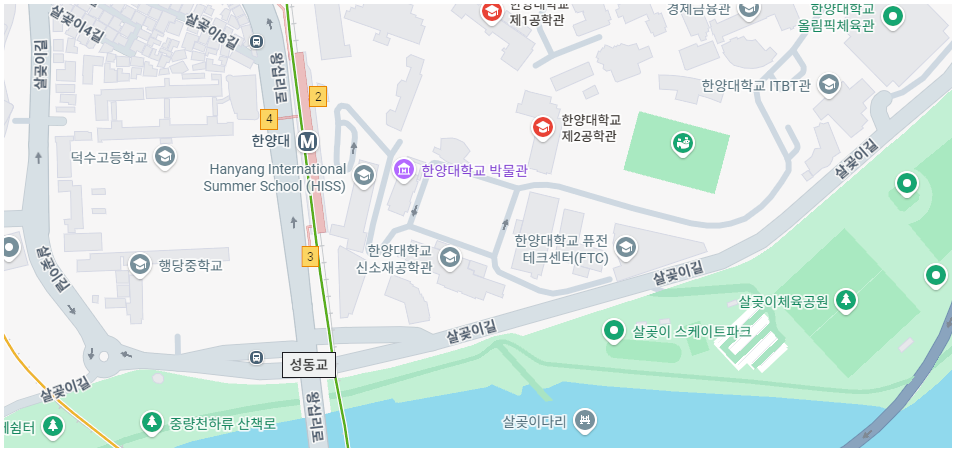 한양대학교
제1공학관
경제금융관
한양대학교
올림픽체육관
살곶이4길
살곶이8길
살곶이길
왕십리로
2
4
한양대
M
한양대학교 ITBT관
한양대학교
제2공학관
덕수고등학교
Hanyang International
Summer School (HISS)
한양대학교 박물관
살곶이길
한양대학교
신소재공학관
한양대학교 퓨전
테크센터(FTC)
3
행당중학교
살곶이길
살곶이길
살곶이체육공원
살곶이길
살곶이 스케이트파크
성동교
살곶이길
왕십리로
쉼터
중랑천하류 산책로
살곶이다리